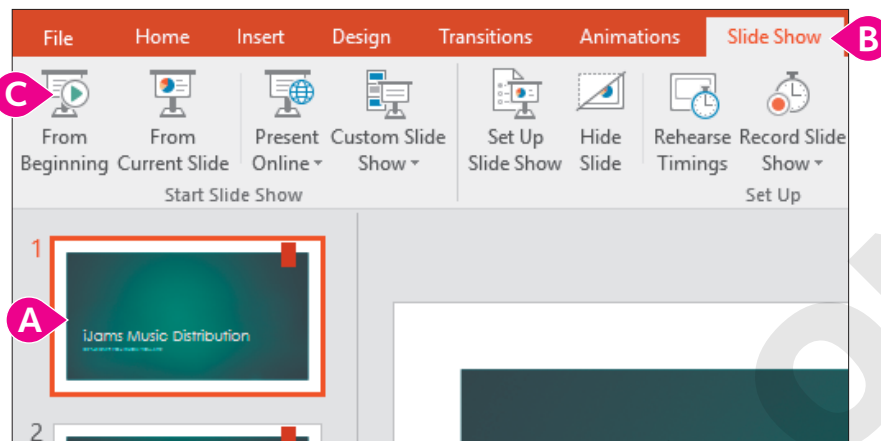 File Home Insert Design Transitions Animations Slide Show B
C
From From Present Custom Slide Set Up Hide Rehearse Record Slide
Beginning Current Slide Online Show Slide Show Slide Timings Show
Start Slide Show Set Up
1
A
iJams Music Distribution
2